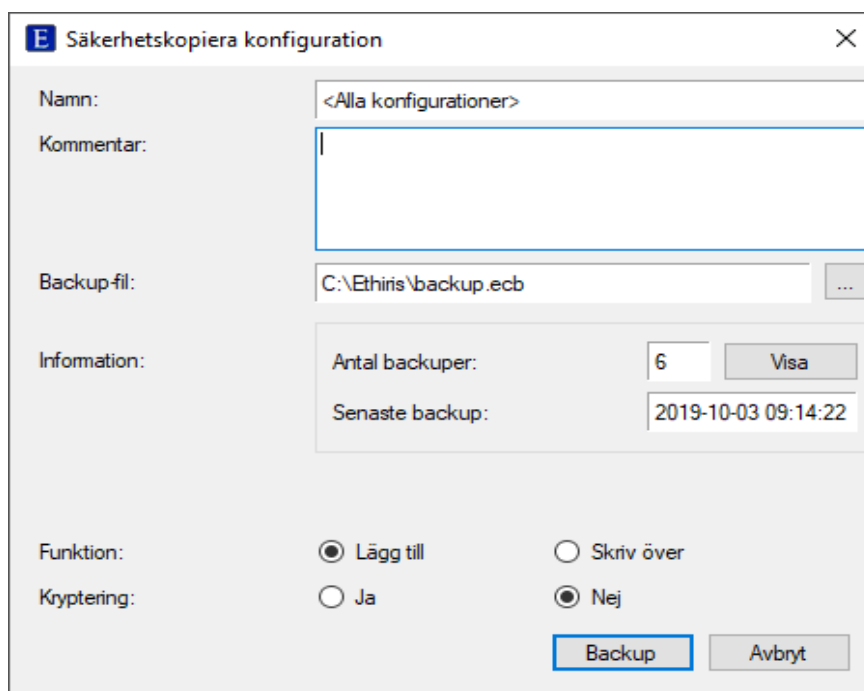 E Säkerhetskopiera konfiguration
Namn: <Alla konfigurationer>
Kommentar:
Backup-fil: C:\Ethiris\backup.ecb ...
Information: Antal backuper: 6 Visa
Senaste backup: 2019-10-03 09:14:22
Funktion: Lägg till Skriv över
Kryptering: Ja Nej
Backup Avbryt